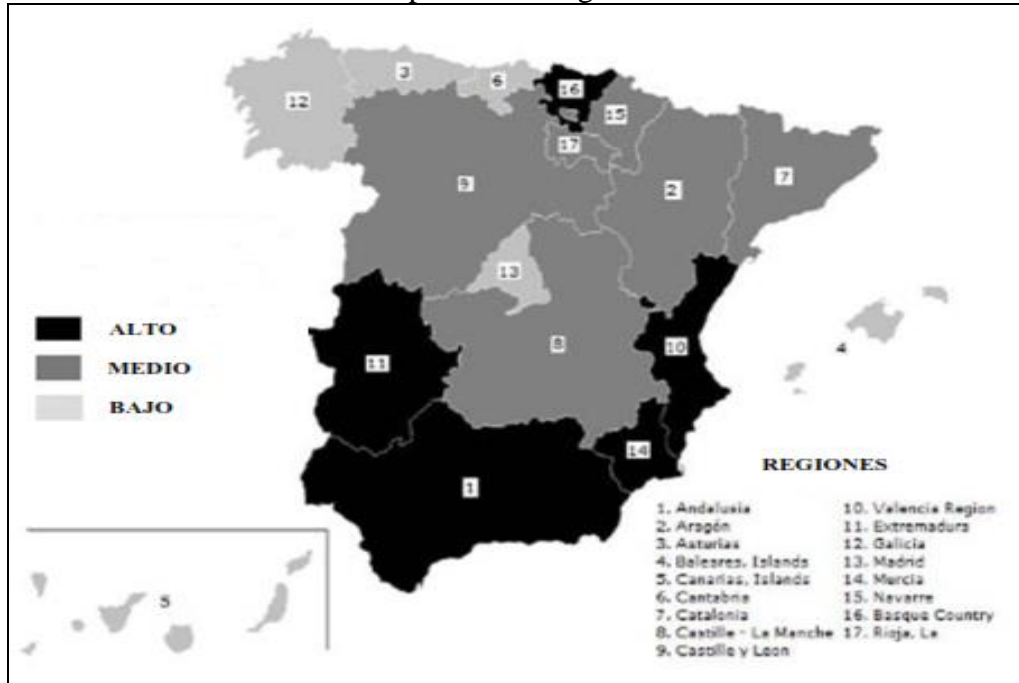 3
6
16
12
15
17
9
2
7
13
ALTO
MEDIO
BAJO
11
8
10
4
14
1
5
REGIONES
1. Andalusia
2. Aragón
3. Asturias
4. Baleares, Islands
5. Canarias, Islands
6. Cantabria
7. Catalonia
8. Castille - La Manche
9. Castille y Leon
10. Valencia Region
11. Extremadura
12. Galicia
13. Madrid
14. Murcia
15. Navarre
16. Basque Country
17. Rioja, La